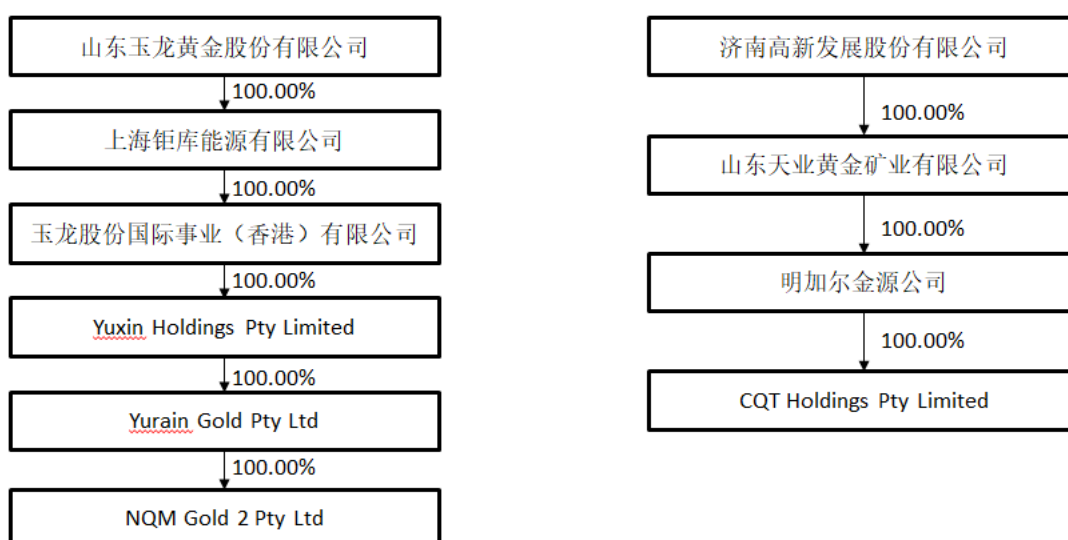 山东玉龙黄金股份有限公司
100.00%
上海钜库能源有限公司
100.00%
玉龙股份国际事业（香港）有限公司
100.00%
Yuxin Holdings Pty Limited
100.00%
Yurain Gold Pty Ltd
100.00%
NQM Gold 2 Pty Ltd
济南高新发展股份有限公司
100.00%
山东天业黄金矿业有限公司
100.00%
明加尔金源公司
100.00%
CQT Holdings Pty Limited